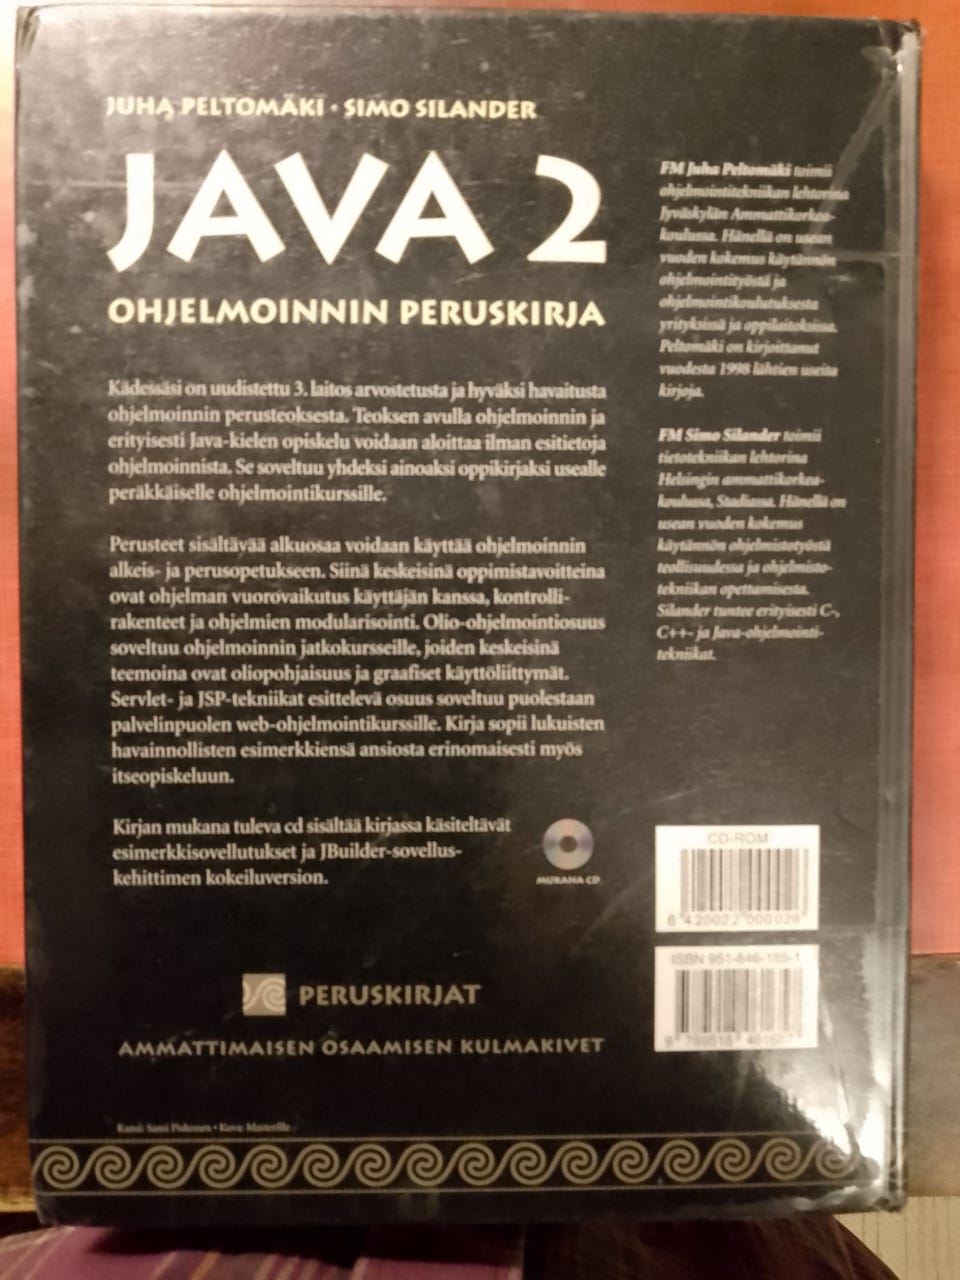 JUHA PELTOMÄKI · SIMO SILANDER
JAVA 2
OHJELMOINNIN PERUSKIRJA
Kädessäsi on uudistettu 3. laitos arvostetusta ja hyväksi havaitusta
ohjelmoinnin perusteoksesta. Teoksen avulla ohjelmoinnin ja
erityisesti Java-kielen opiskelu voidaan aloittaa ilman esitietoja
ohjelmoinnista. Se soveltuu yhdeksi ainoaksi oppikirjaksi usealle
peräkkäiselle ohjelmointikurssille.
Perusteet sisältävää alkuosaa voidaan käyttää ohjelmoinnin
alkeis- ja perusopetukseen. Siinä keskeisinä oppimistavoitteina
ovat ohjelman vuorovaikutus käyttäjän kanssa, kontrolli-
rakenteet ja ohjelmien modularisointi. Olio-ohjelmointiosuus
soveltuu ohjelmoinnin jatkokursseille, joiden keskeisinä
teemoina ovat oliopohjaisuus ja graafiset käyttöliittymät.
Servlet- ja JSP-tekniikat esittelevä osuus soveltuu puolestaan
palvelinpuolen web-ohjelmointikurssille. Kirja sopii lukuisten
havainnollisten esimerkkiensä ansiosta erinomaisesti myös
itseopiskeluun.
Kirjan mukana tuleva cd sisältää kirjassa käsiteltävät
esimerkkisovellutukset ja JBuilder-sovellus-
kehittimen kokeiluversion.
MUKANA CD
PERUSKIRJAT
AMMATTIMAISEN OSAAMISEN KULMAKIVET
Kansi: Sami Piskonen • Kuva: Masterfile
FM Juha Peltomäki toimii
ohjelmointitekniikan lehtorina
Jyväskylän Ammattikorkea-
koulussa. Hänellä on usean
vuoden kokemus käytännön
ohjelmointityöstä ja
ohjelmointikoulutuksesta
yrityksissä ja oppilaitoksissa.
Peltomäki on kirjoittanut
vuodesta 1998 lähtien useita
kirjoja.
FM Simo Silander toimii
tietotekniikan lehtorina
Helsingin ammattikorkea-
koulussa, Stadiassa. Hänellä on
usean vuoden kokemus
käytännön ohjelmistotyöstä
teollisuudessa ja ohjelmisto-
tekniikan opettamisesta.
Silander tuntee erityisesti C-,
C++- ja Java-ohjelmointi-
tekniikat.
CD-ROM
6 420022 000026
ISBN 951-846-165-1